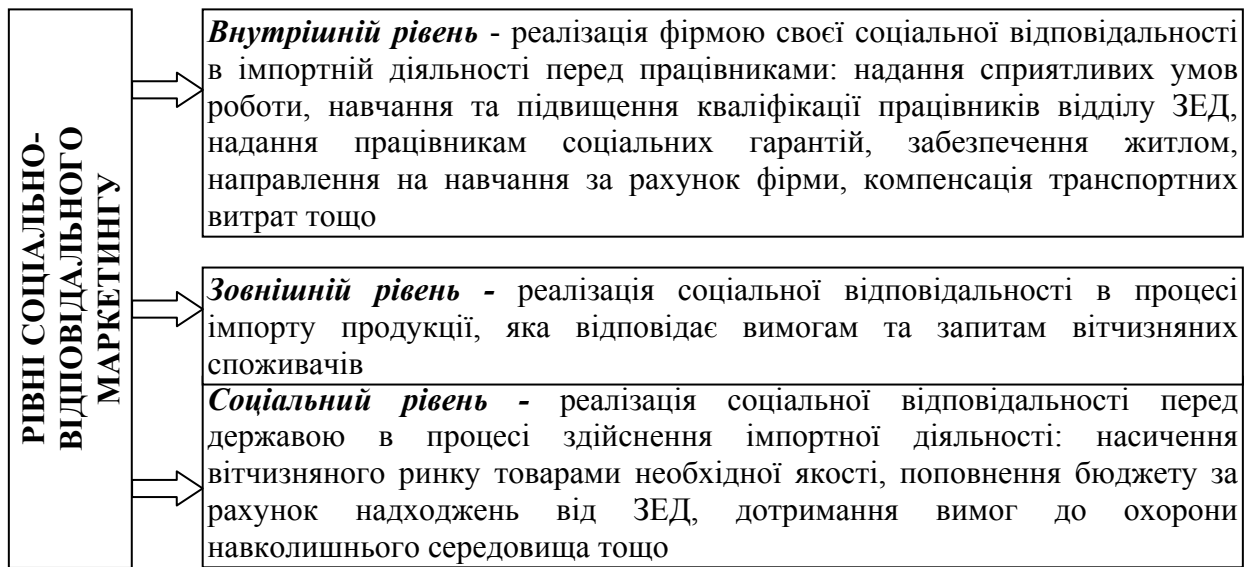 РІВНІ СОЦІАЛЬНО-
ВІДПОВІДАЛЬНОГО
МАРКЕТИНГУ
Внутрішній рівень - реалізація фірмою своєї соціальної відповідальності
в імпортній діяльності перед працівниками: надання сприятливих умов
роботи, навчання та підвищення кваліфікації працівників відділу ЗЕД,
надання працівникам соціальних гарантій, забезпечення житлом,
направлення на навчання за рахунок фірми, компенсація транспортних
витрат тощо
Зовнішній рівень - реалізація соціальної відповідальності в процесі
імпорту продукції, яка відповідає вимогам та запитам вітчизняних
споживачів
Соціальний рівень - реалізація соціальної відповідальності перед
державою в процесі здійснення імпортної діяльності: насичення
вітчизняного ринку товарами необхідної якості, поповнення бюджету за
рахунок надходжень від ЗЕД, дотримання вимог до охорони
навколишнього середовища тощо